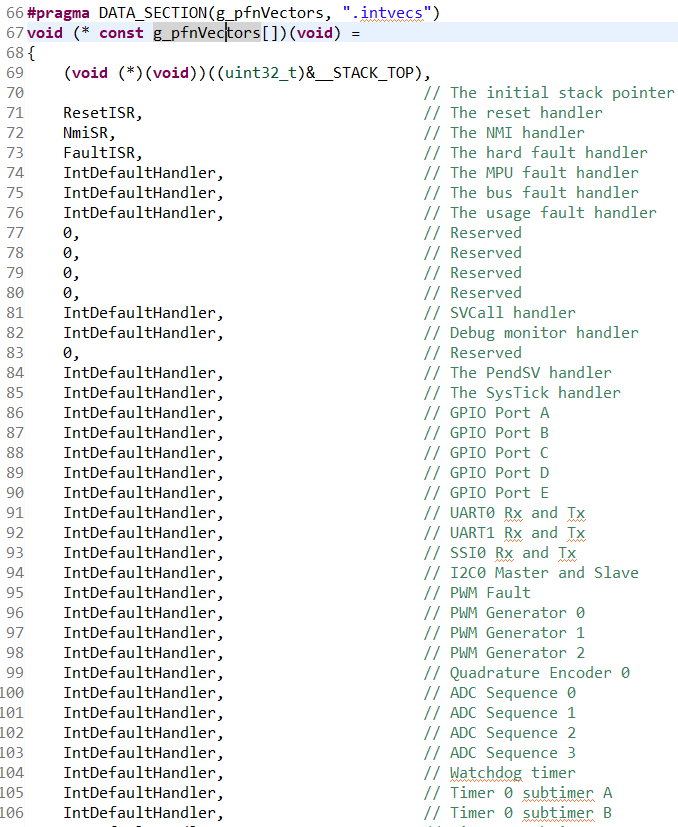 66 #pragma DATA_SECTION(g_pfnVectors, ".intvecs")
67 void (* const g_pfnVectors[])(void) =
68 {
69     (void (*)(void))((uint32_t)&__STACK_TOP),
70                                             // The initial stack pointer
71     ResetISR,                               // The reset handler
72     NmiSR,                                  // The NMI handler
73     FaultISR,                               // The hard fault handler
74     IntDefaultHandler,                      // The MPU fault handler
75     IntDefaultHandler,                      // The bus fault handler
76     IntDefaultHandler,                      // The usage fault handler
77     0,                                      // Reserved
78     0,                                      // Reserved
79     0,                                      // Reserved
80     0,                                      // Reserved
81     IntDefaultHandler,                      // SVCall handler
82     IntDefaultHandler,                      // Debug monitor handler
83     0,                                      // Reserved
84     IntDefaultHandler,                      // The PendSV handler
85     IntDefaultHandler,                      // The SysTick handler
86     IntDefaultHandler,                      // GPIO Port A
87     IntDefaultHandler,                      // GPIO Port B
88     IntDefaultHandler,                      // GPIO Port C
89     IntDefaultHandler,                      // GPIO Port D
90     IntDefaultHandler,                      // GPIO Port E
91     IntDefaultHandler,                      // UART0 Rx and Tx
92     IntDefaultHandler,                      // UART1 Rx and Tx
93     IntDefaultHandler,                      // SSI0 Rx and Tx
94     IntDefaultHandler,                      // I2C0 Master and Slave
95     IntDefaultHandler,                      // PWM Fault
96     IntDefaultHandler,                      // PWM Generator 0
97     IntDefaultHandler,                      // PWM Generator 1
98     IntDefaultHandler,                      // PWM Generator 2
99     IntDefaultHandler,                      // Quadrature Encoder 0
100     IntDefaultHandler,                      // ADC Sequence 0
101     IntDefaultHandler,                      // ADC Sequence 1
102     IntDefaultHandler,                      // ADC Sequence 2
103     IntDefaultHandler,                      // ADC Sequence 3
104     IntDefaultHandler,                      // Watchdog timer
105     IntDefaultHandler,                      // Timer 0 subtimer A
106     IntDefaultHandler,                      // Timer 0 subtimer B